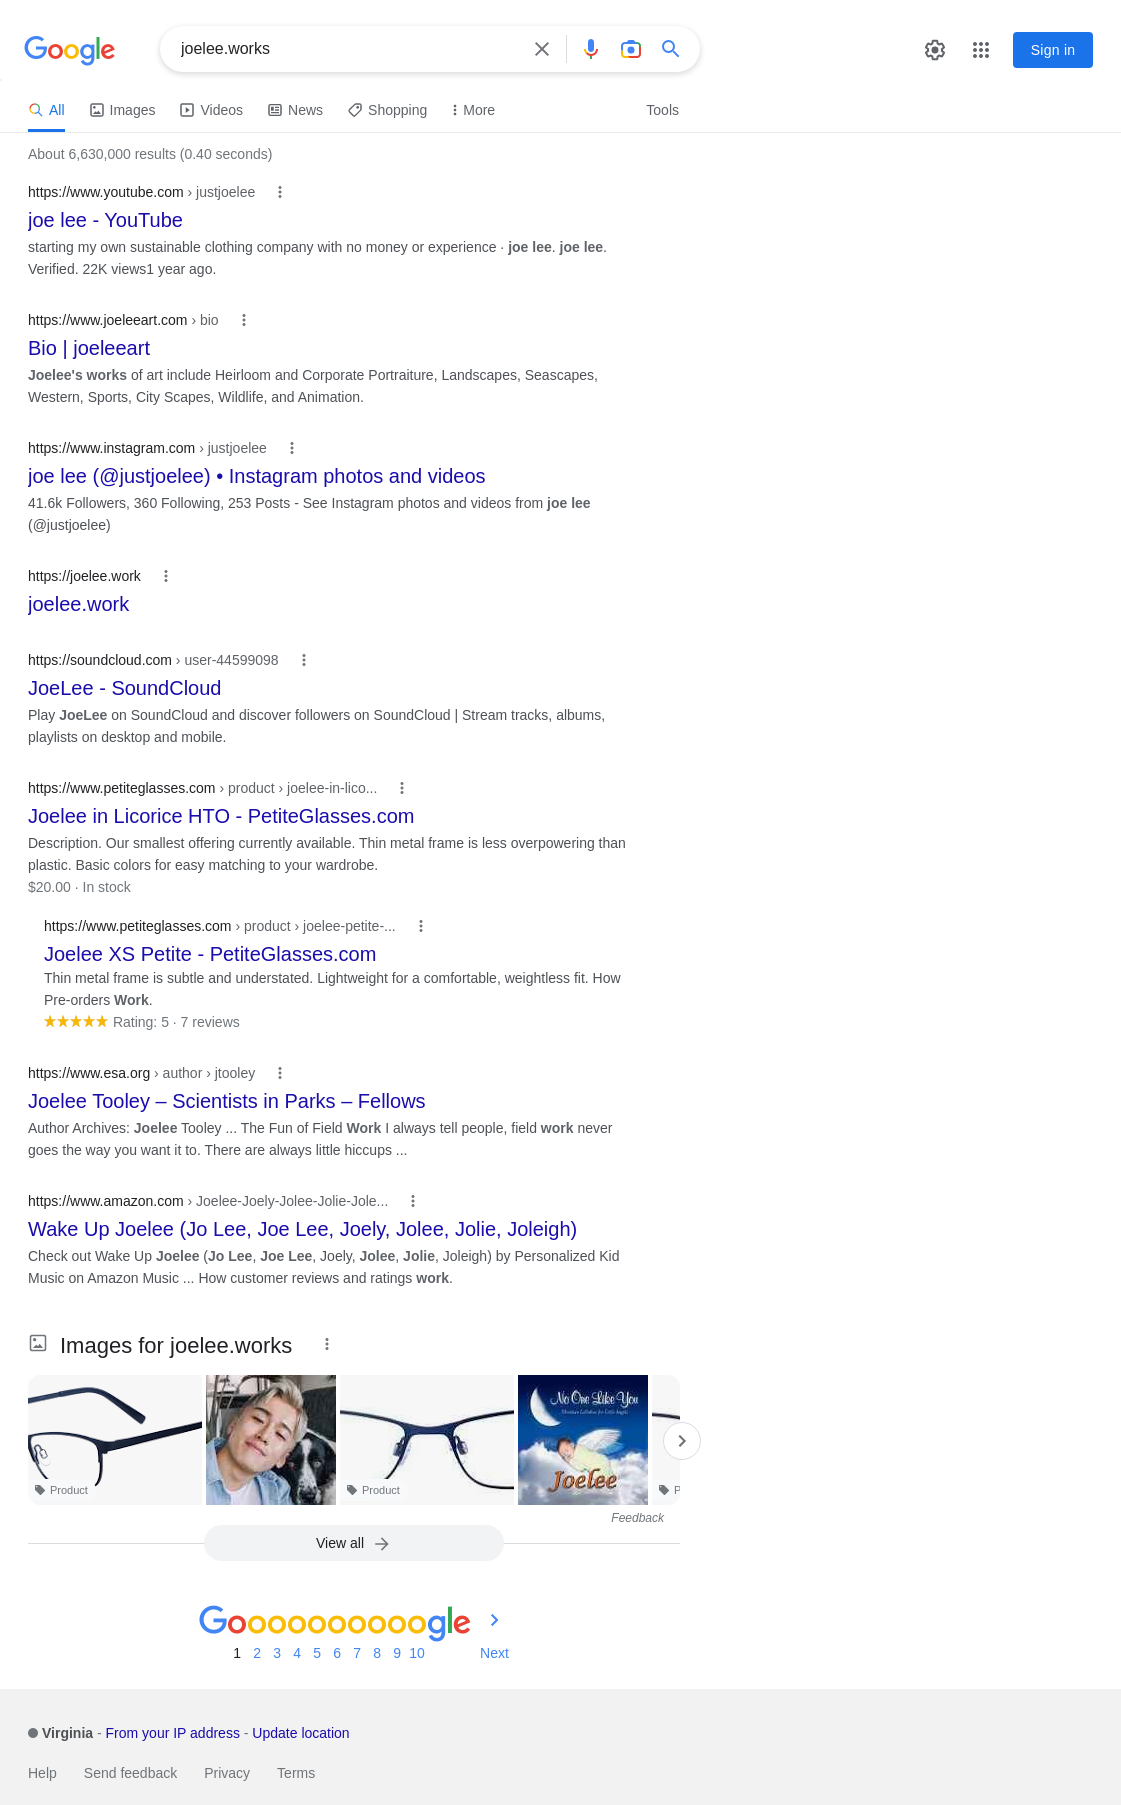 Google
joelee.works
Sign in
All
Images
Videos
News
Shopping
More
Tools
About 6,630,000 results (0.40 seconds)
https://www.youtube.com › justjoelee
joe lee - YouTube
starting my own sustainable clothing company with no money or experience · joe lee. joe lee.
Verified. 22K views1 year ago.
https://www.joeleeart.com › bio
Bio | joeleeart
Joelee's works of art include Heirloom and Corporate Portraiture, Landscapes, Seascapes,
Western, Sports, City Scapes, Wildlife, and Animation.
https://www.instagram.com › justjoelee
joe lee (@justjoelee) • Instagram photos and videos
41.6k Followers, 360 Following, 253 Posts - See Instagram photos and videos from joe lee
(@justjoelee)
https://joelee.work
joelee.work
https://soundcloud.com › user-44599098
JoeLee - SoundCloud
Play JoeLee on SoundCloud and discover followers on SoundCloud | Stream tracks, albums,
playlists on desktop and mobile.
https://www.petiteglasses.com › product › joelee-in-lico...
Joelee in Licorice HTO - PetiteGlasses.com
Description. Our smallest offering currently available. Thin metal frame is less overpowering than
plastic. Basic colors for easy matching to your wardrobe.
$20.00 · In stock
https://www.petiteglasses.com › product › joelee-petite-...
Joelee XS Petite - PetiteGlasses.com
Thin metal frame is subtle and understated. Lightweight for a comfortable, weightless fit. How
Pre-orders Work.
Rating: 5 · 7 reviews
https://www.esa.org › author › jtooley
Joelee Tooley – Scientists in Parks – Fellows
Author Archives: Joelee Tooley ... The Fun of Field Work I always tell people, field work never
goes the way you want it to. There are always little hiccups ...
https://www.amazon.com › Joelee-Joely-Jolee-Jolie-Jole...
Wake Up Joelee (Jo Lee, Joe Lee, Joely, Jolee, Jolie, Joleigh)
Check out Wake Up Joelee (Jo Lee, Joe Lee, Joely, Jolee, Jolie, Joleigh) by Personalized Kid
Music on Amazon Music ... How customer reviews and ratings work.
Images for joelee.works
No One Like You
Christian Lullabies for Little Angels
Joelee
Product
Product
P
Feedback
View all
Goooooooooogle
1 2 3 4 5 6 7 8 9 10 Next
Virginia - From your IP address - Update location
Help Send feedback Privacy Terms